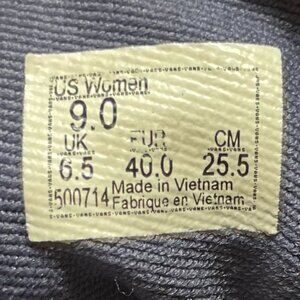 US Women
9.0
UK EUR CM
6.5 40.0 25.5
500714 Made in Vietnam
Fabrique en Vietnam